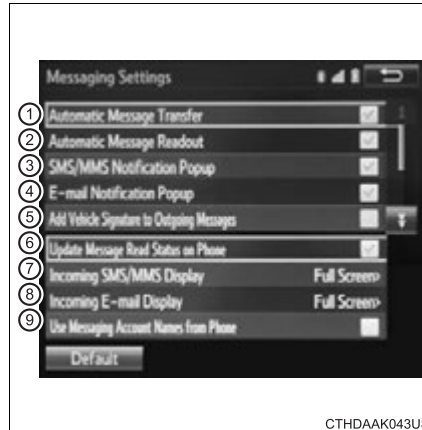 Messaging Settings
1 Automatic Message Transfer
2 Automatic Message Readout
3 SMS/MMS Notification Popup
4 E-mail Notification Popup
5 Add Vehicle Signature to Outgoing Messages
6 Update Message Read Status on Phone
7 Incoming SMS/MMS Display Full Screen>
8 Incoming E-mail Display Full Screen>
9 Use Messaging Account Names from Phone
Default